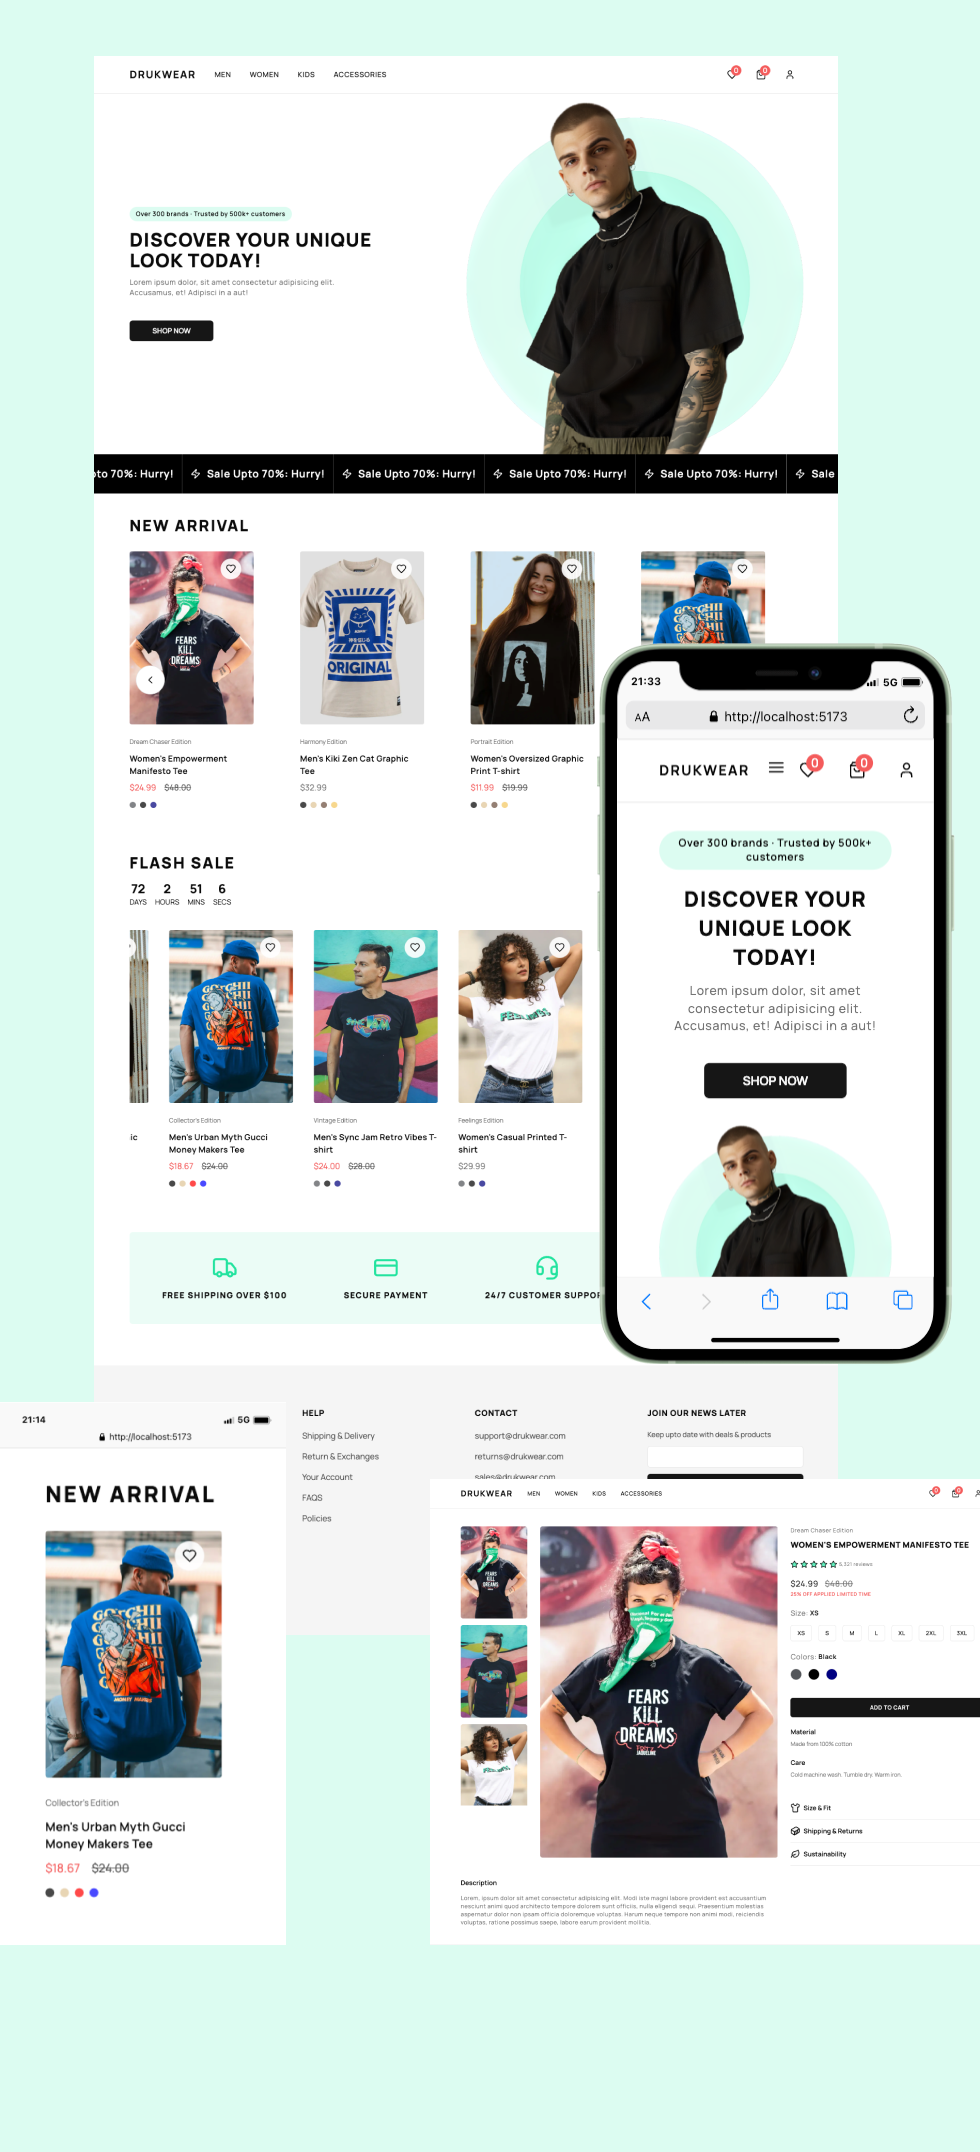 DRUKWEAR MEN WOMEN KIDS ACCESSORIES 0 0
Over 300 brands · Trusted by 500k+ customers
DISCOVER YOUR UNIQUE
LOOK TODAY!
Lorem ipsum dolor, sit amet consectetur adipisicing elit.
Accusamus, et! Adipisci in a aut!
SHOP NOW
pto 70%: Hurry! Sale Upto 70%: Hurry! Sale Upto 70%: Hurry! Sale Upto 70%: Hurry! Sale Upto 70%: Hurry! Sale
NEW ARRIVAL
FEARS
KILL
DREAMS
ORIGINAL
Dream Chaser Edition
Women's Empowerment
Manifesto Tee
$24.99 $48.00
Harmony Edition
Men's Kiki Zen Cat Graphic
Tee
$32.99
Portrait Edition
Women's Oversized Graphic
Print T-shirt
$11.99 $19.99
FLASH SALE
72 2 51 6
DAYS HOURS MINS SECS
ic
Collector's Edition
Men's Urban Myth Gucci
Money Makers Tee
$18.67 $24.00
Vintage Edition
Men's Sync Jam Retro Vibes T-
shirt
$24.00 $28.00
Feelings Edition
Women's Casual Printed T-
shirt
$29.99
FREE SHIPPING OVER $100
SECURE PAYMENT
24/7 CUSTOMER SUPPOR
21:33 5G
AA http://localhost:5173
DRUKWEAR 0 0
Over 300 brands · Trusted by 500k+
customers
DISCOVER YOUR
UNIQUE LOOK
TODAY!
Lorem ipsum dolor, sit amet
consectetur adipisicing elit.
Accusamus, et! Adipisci in a aut!
SHOP NOW
HELP
Shipping & Delivery
Return & Exchanges
Your Account
FAQS
Policies
CONTACT
support@drukwear.com
returns@drukwear.com
sales@drukwear.com
JOIN OUR NEWS LATER
Keep upto date with deals & products
21:14 5G
http://localhost:5173
NEW ARRIVAL
MONEY MAKERS
Collector's Edition
Men's Urban Myth Gucci
Money Makers Tee
$18.67 $24.00
DRUKWEAR MEN WOMEN KIDS ACCESSORIES 0 0
FEARS
KILL
DREAMS
JAQUELINE
Dream Chaser Edition
WOMEN'S EMPOWERMENT MANIFESTO TEE
5,321 reviews
$24.99 $48.00
25% OFF APPLIED LIMITED TIME
Size: XS
XS S M L XL 2XL 3XL
Colors: Black
ADD TO CART
Material
Made from 100% cotton
Care
Cold machine wash. Tumble dry. Warm iron.
Size & Fit
Shipping & Returns
Sustainability
Description
Lorem, ipsum dolor sit amet consectetur adipisicing elit. Modi iste magni labore provident est accusantium
nesciunt animi quod architecto tempore dolorem sunt officiis, nulla eligendi sequi. Praesentium molestias
aspernatur dolor non ipsam officia doloremque voluptas. Harum neque tempore non animi modi, reiciendis
voluptas, ratione possimus saepe, labore earum provident mollitia.